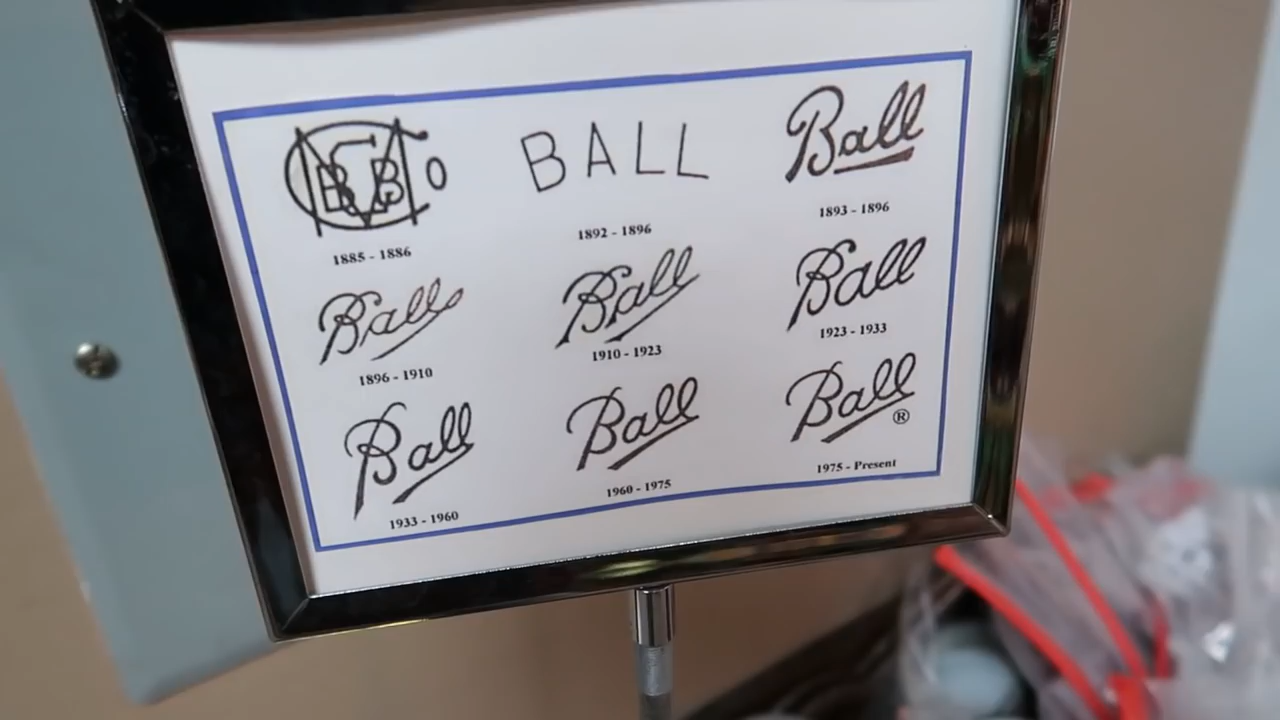 BALL
Ball
1885 - 1886
1892 - 1896
1893 - 1896
Ball
Ball
Ball
1896 - 1910
1910 - 1923
1923 - 1933
Ball
Ball
Ball
®
1933 - 1960
1960 - 1975
1975 - Present